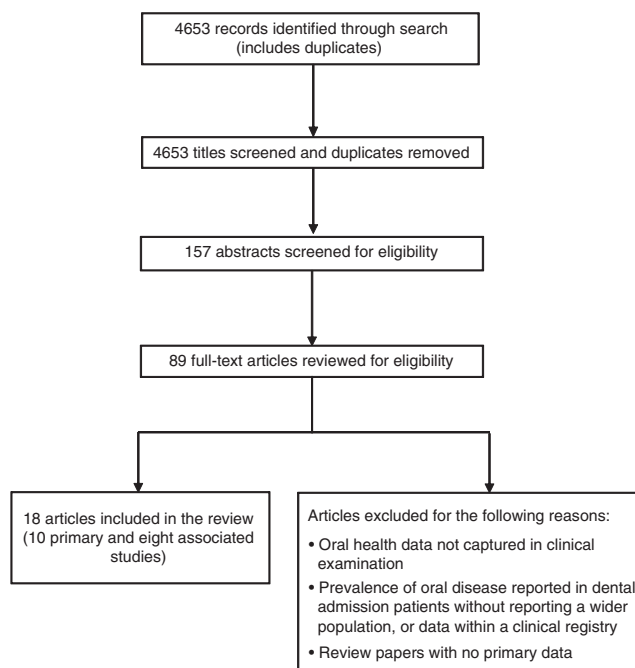 4653 records identified through search
(includes duplicates)
4653 titles screened and duplicates removed
157 abstracts screened for eligibility
89 full-text articles reviewed for eligibility
18 articles included in the review
(10 primary and eight associated
studies)
Articles excluded for the following reasons:
• Oral health data not captured in clinical
examination
• Prevalence of oral disease reported in dental
admission patients without reporting a wider
population, or data within a clinical registry
• Review papers with no primary data